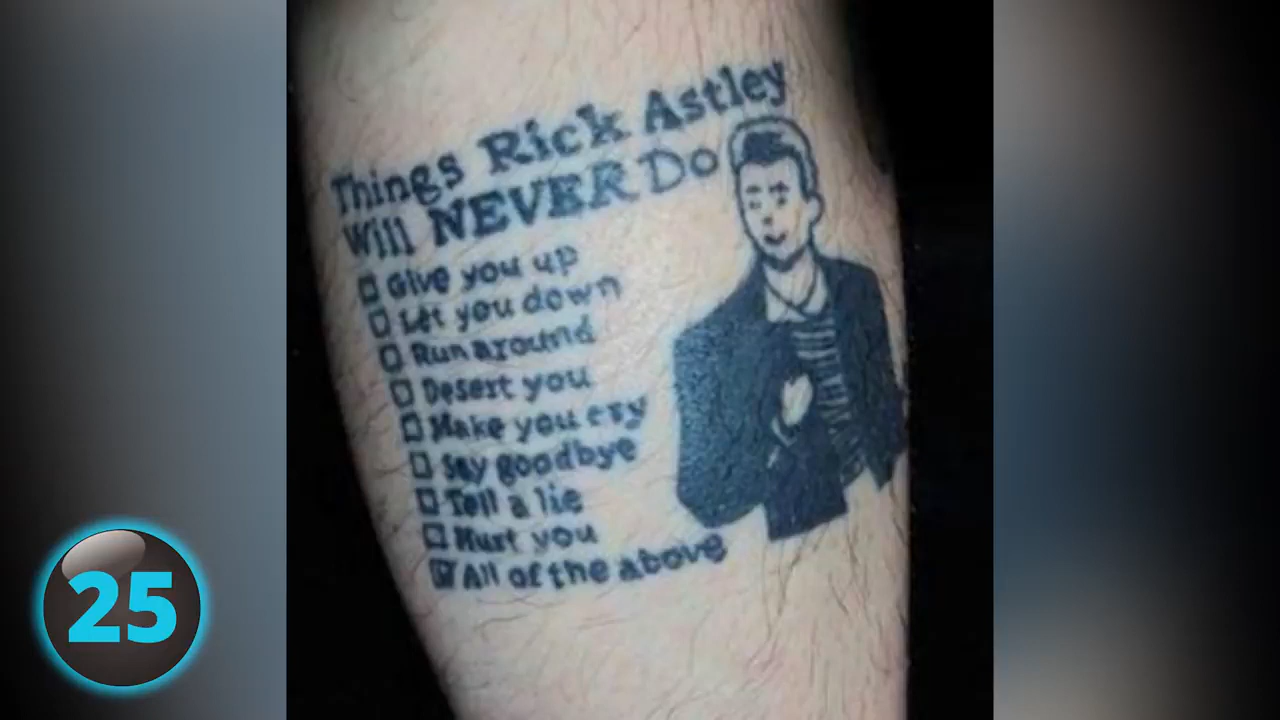 Things Rick Astley
Will NEVER Do
Give you up
Let you down
Run around
Desert you
Make you cry
Say goodbye
Tell a lie
Hurt you
All of the above
25